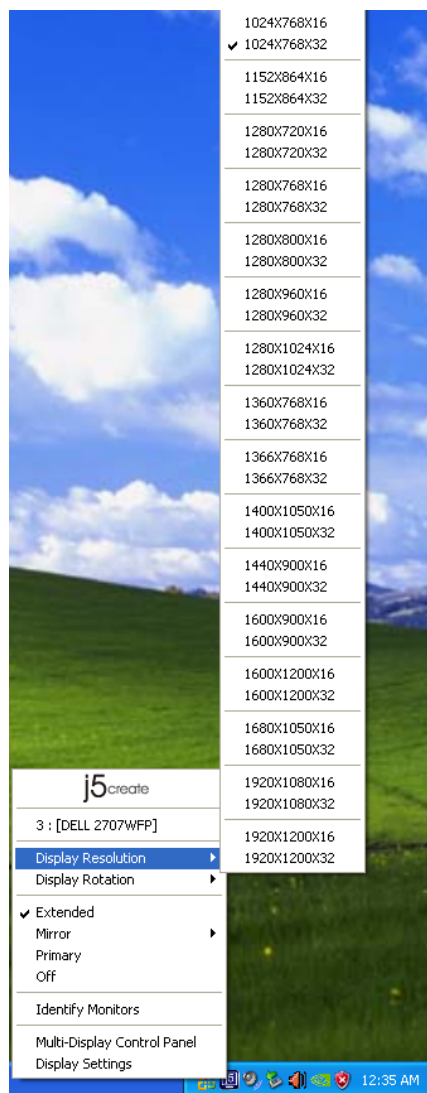 1024X768X16
1024X768X32
1152X864X16
1152X864X32
1280X720X16
1280X720X32
1280X768X16
1280X768X32
1280X800X16
1280X800X32
1280X960X16
1280X960X32
1280X1024X16
1280X1024X32
1360X768X16
1360X768X32
1366X768X16
1366X768X32
1400X1050X16
1400X1050X32
1440X900X16
1440X900X32
1600X900X16
1600X900X32
1600X1200X16
1600X1200X32
1680X1050X16
1680X1050X32
1920X1080X16
1920X1080X32
1920X1200X16
1920X1200X32
j5create
3 : [DELL 2707WFP]
Display Resolution
Display Rotation
Extended
Mirror
Primary
Off
Identify Monitors
Multi-Display Control Panel
Display Settings
j5
12:35 AM